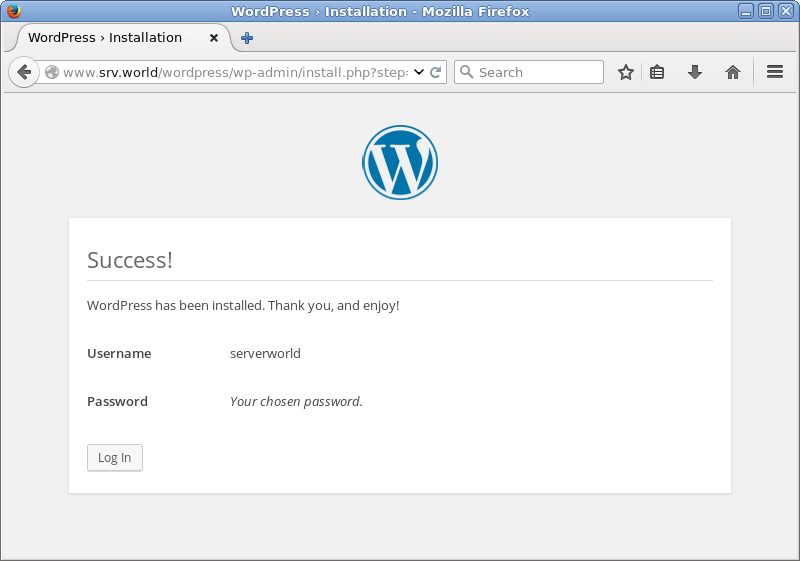 WordPress › Installation - Mozilla Firefox
WordPress › Installation
www.srv.world/wordpress/wp-admin/install.php?step=
Search
Success!
WordPress has been installed. Thank you, and enjoy!
Username serverworld
Password Your chosen password.
Log In